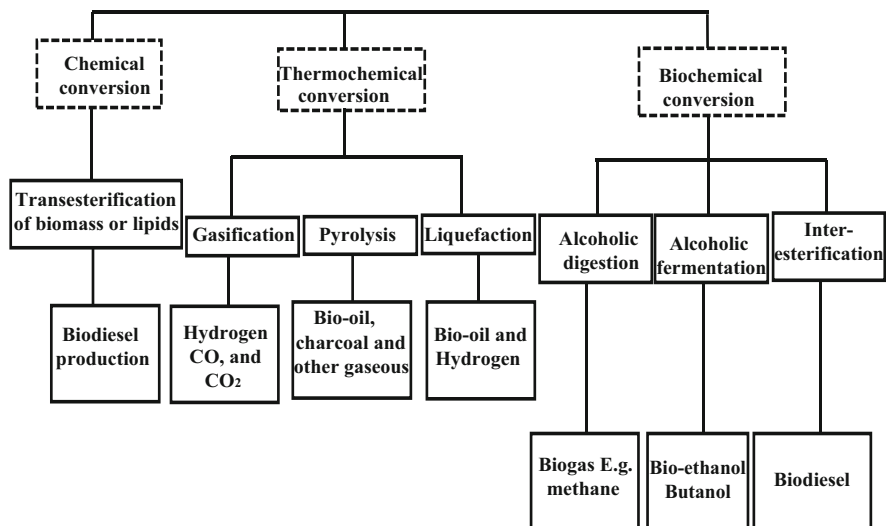 Chemical
conversion
Thermochemical
conversion
Biochemical
conversion
Transesterification
of biomass or lipids
Gasification
Pyrolysis
Liquefaction
Alcoholic
digestion
Alcoholic
fermentation
Inter-
esterification
Biodiesel
production
Hydrogen
CO, and
CO₂
Bio-oil,
charcoal and
other gaseous
Bio-oil and
Hydrogen
Biogas E.g.
methane
Bio-ethanol
Butanol
Biodiesel